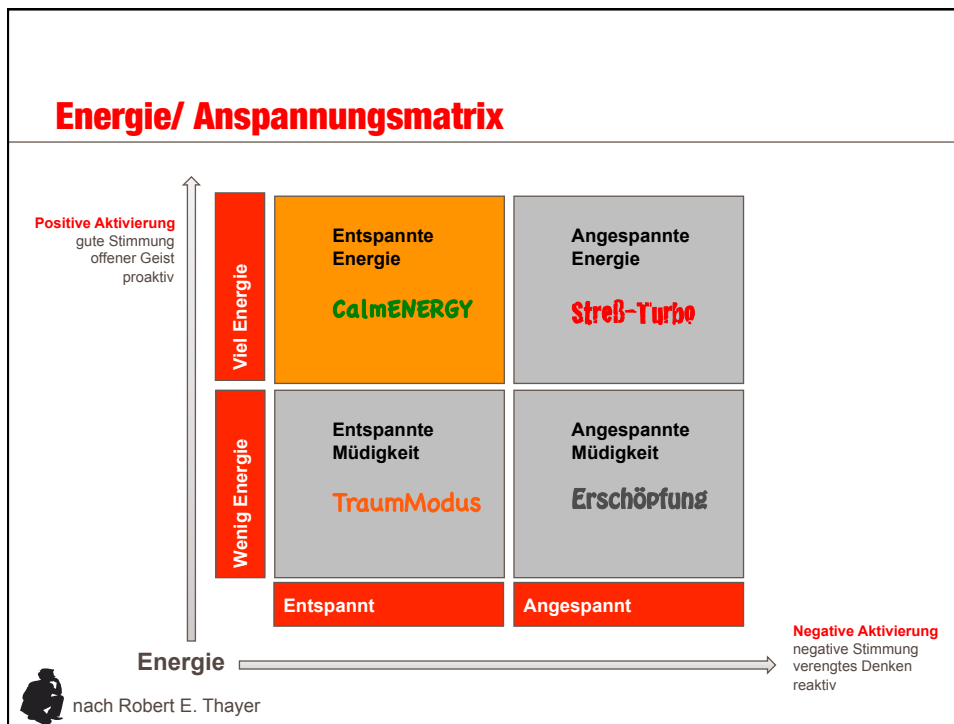 Energie/ Anspannungsmatrix
Positive Aktivierung
gute Stimmung
offener Geist
proaktiv
Viel Energie
Entspannte
Energie
CalmENERGY
Angespannte
Energie
Streß-Turbo
Wenig Energie
Entspannte
Müdigkeit
TraumModus
Angespannte
Müdigkeit
Erschöpfung
Entspannt
Angespannt
Negative Aktivierung
negative Stimmung
verengtes Denken
reaktiv
Energie
nach Robert E. Thayer